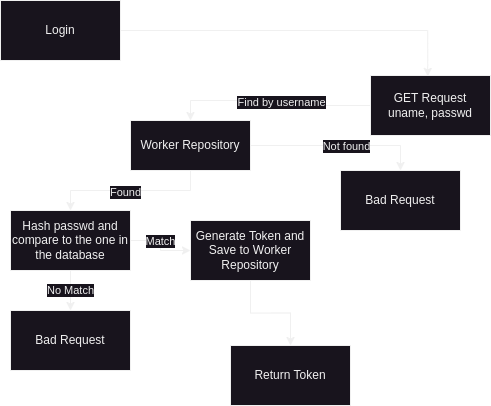 Login
GET Request
uname, passwd
Find by username
Worker Repository
Not found
Bad Request
Found
Hash passwd and
compare to the one in
the database
Match
Generate Token and
Save to Worker
Repository
No Match
Bad Request
Return Token